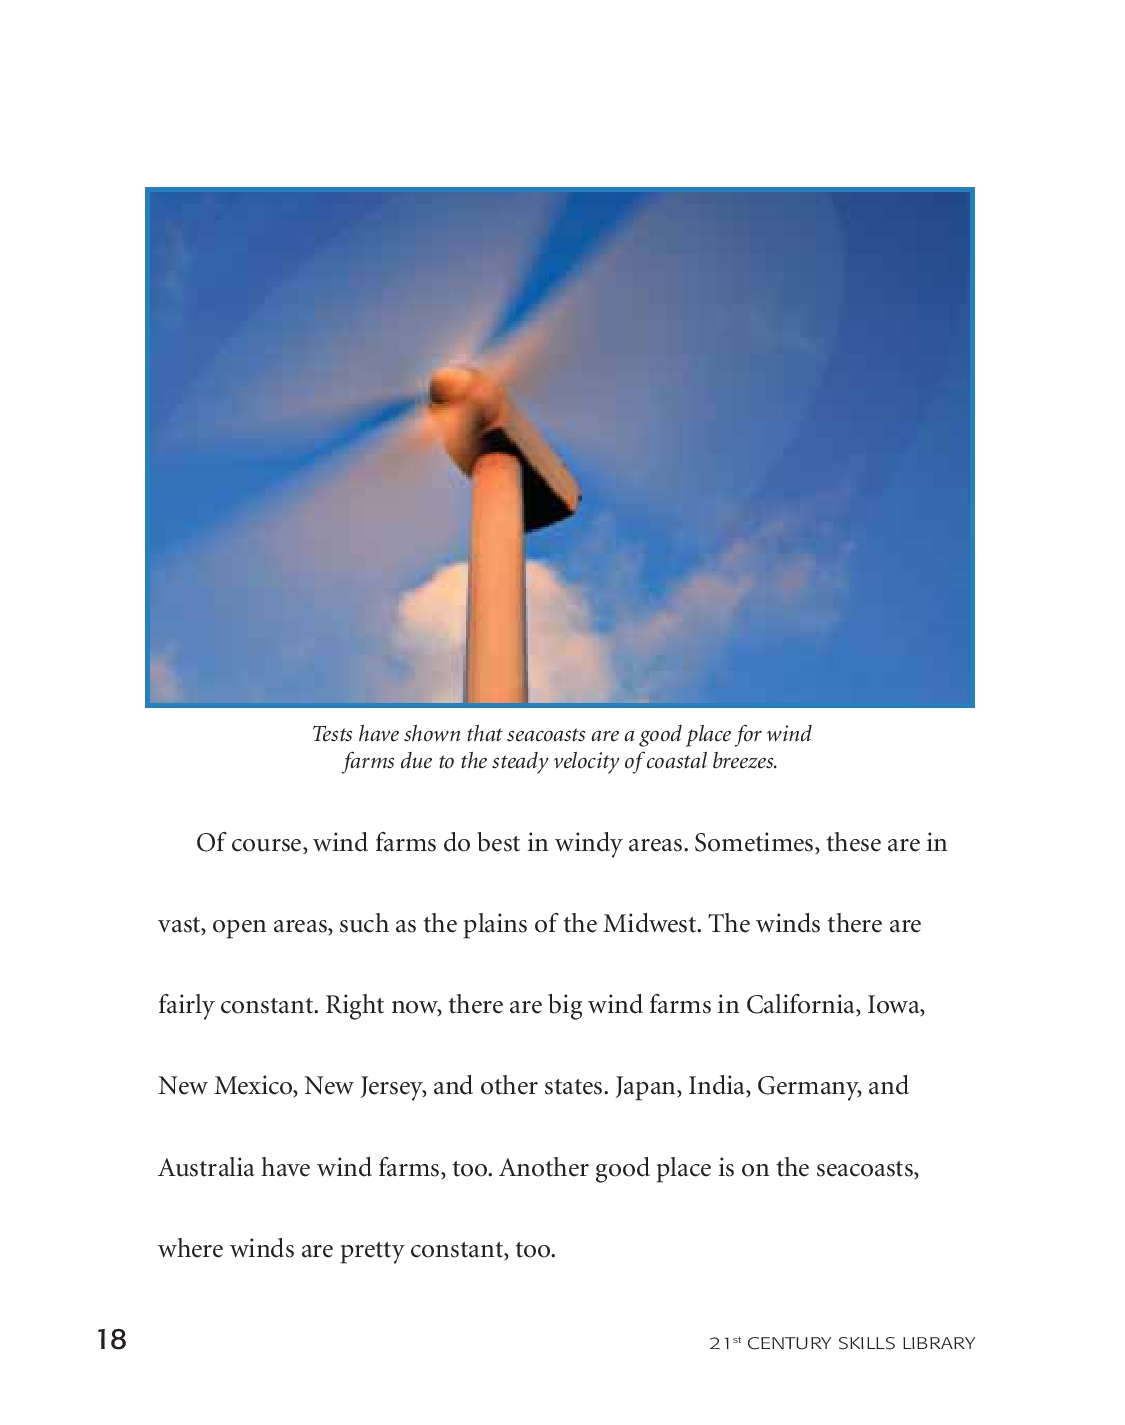 Tests have shown that seacoasts are a good place for wind
farms due to the steady velocity of coastal breezes.
Of course, wind farms do best in windy areas. Sometimes, these are in
vast, open areas, such as the plains of the Midwest. The winds there are
fairly constant. Right now, there are big wind farms in California, Iowa,
New Mexico, New Jersey, and other states. Japan, India, Germany, and
Australia have wind farms, too. Another good place is on the seacoasts,
where winds are pretty constant, too.
18
21st CENTURY SKILLS LIBRARY